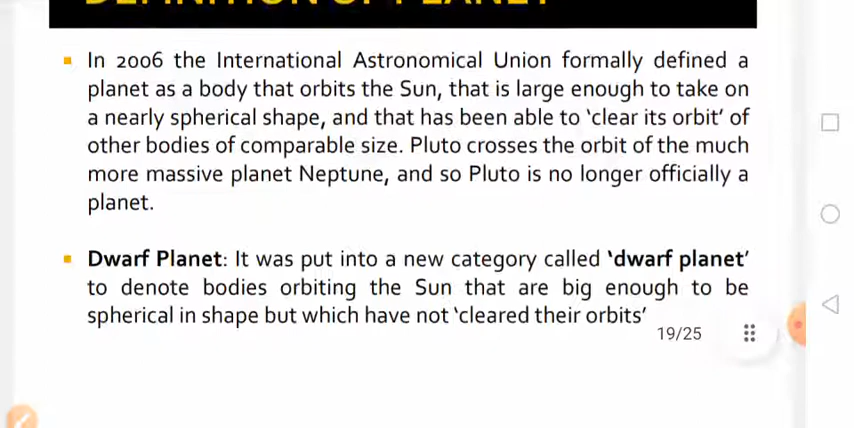 DEFINITION OF PLANET
In 2006 the International Astronomical Union formally defined a
planet as a body that orbits the Sun, that is large enough to take on
a nearly spherical shape, and that has been able to ‘clear its orbit’ of
other bodies of comparable size. Pluto crosses the orbit of the much
more massive planet Neptune, and so Pluto is no longer officially a
planet.
Dwarf Planet: It was put into a new category called ‘dwarf planet’
to denote bodies orbiting the Sun that are big enough to be
spherical in shape but which have not ‘cleared their orbits’
19/25